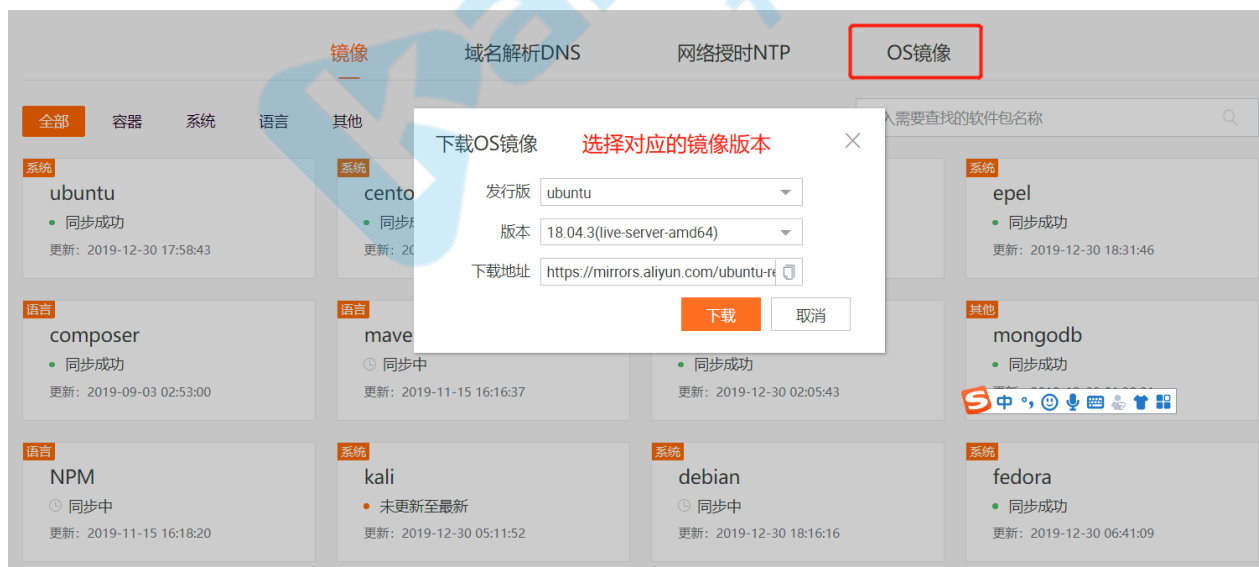 镜像 域名解析DNS 网络授时NTP OS镜像
全部 容器 系统 语言 其他
入需要查找的软件包名称
下载OS镜像 选择对应的镜像版本
发行版 ubuntu
版本 18.04.3(live-server-amd64)
下载地址 https://mirrors.aliyun.com/ubuntu-re
下载 取消
系统
ubuntu
同步成功
更新：2019-12-30 17:58:43
系统
cento
同步成
更新：20
系统
epel
同步成功
更新：2019-12-30 18:31:46
语言
composer
同步成功
更新：2019-09-03 02:53:00
语言
mave
同步中
更新：2019-11-15 16:16:37
同步成功
更新：2019-12-30 02:05:43
其他
mongodb
同步成功
中
语言
NPM
同步中
更新：2019-11-15 16:18:20
系统
kali
未更新至最新
更新：2019-12-30 05:11:52
系统
debian
同步中
更新：2019-12-30 18:16:16
系统
fedora
同步成功
更新：2019-12-30 06:41:09